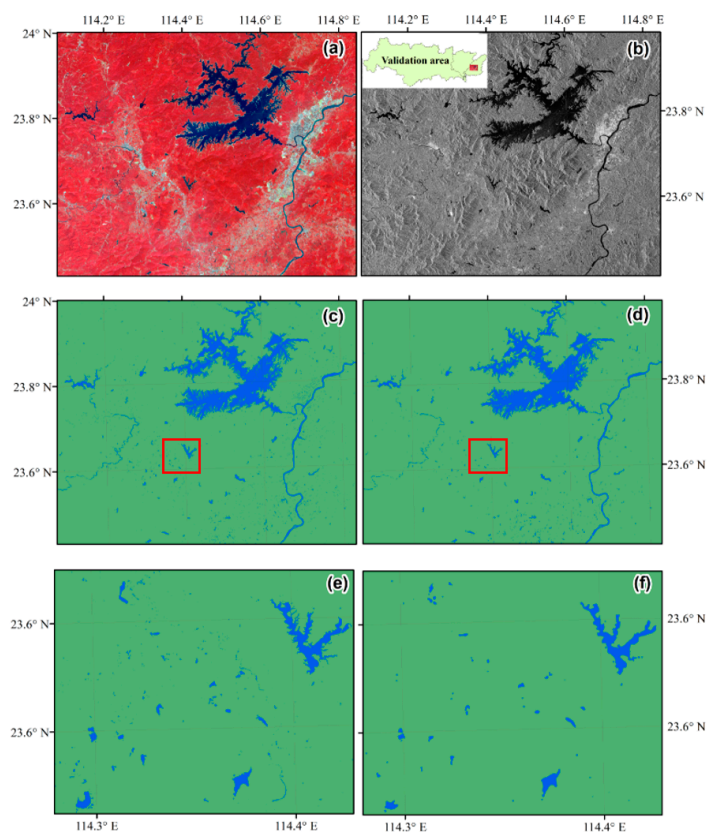 114.2° E 114.4° E 114.6° E 114.8° E 114.2° E 114.4° E 114.6° E 114.8° E
24° N (a) (b)
Validation area
23.8° N 23.8° N
23.6° N 23.6° N
24° N (c) (d)
23.8° N 23.8° N
23.6° N 23.6° N
(e) (f)
23.6° N 23.6° N
23.6° N 23.6° N
114.3° E 114.4° E 114.3° E 114.4° E